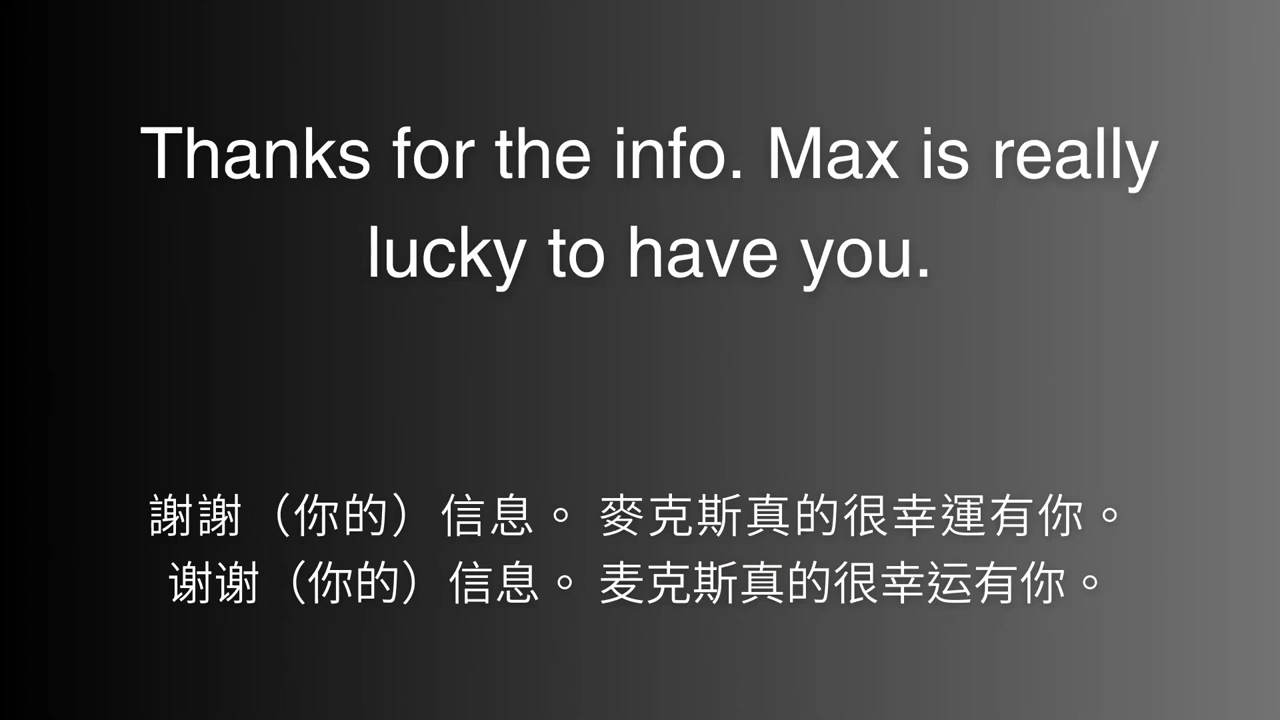 Thanks for the info. Max is really
lucky to have you.
謝謝（你的）信息。 麥克斯真的很幸運有你。
谢谢（你的）信息。 麦克斯真的很幸运有你。